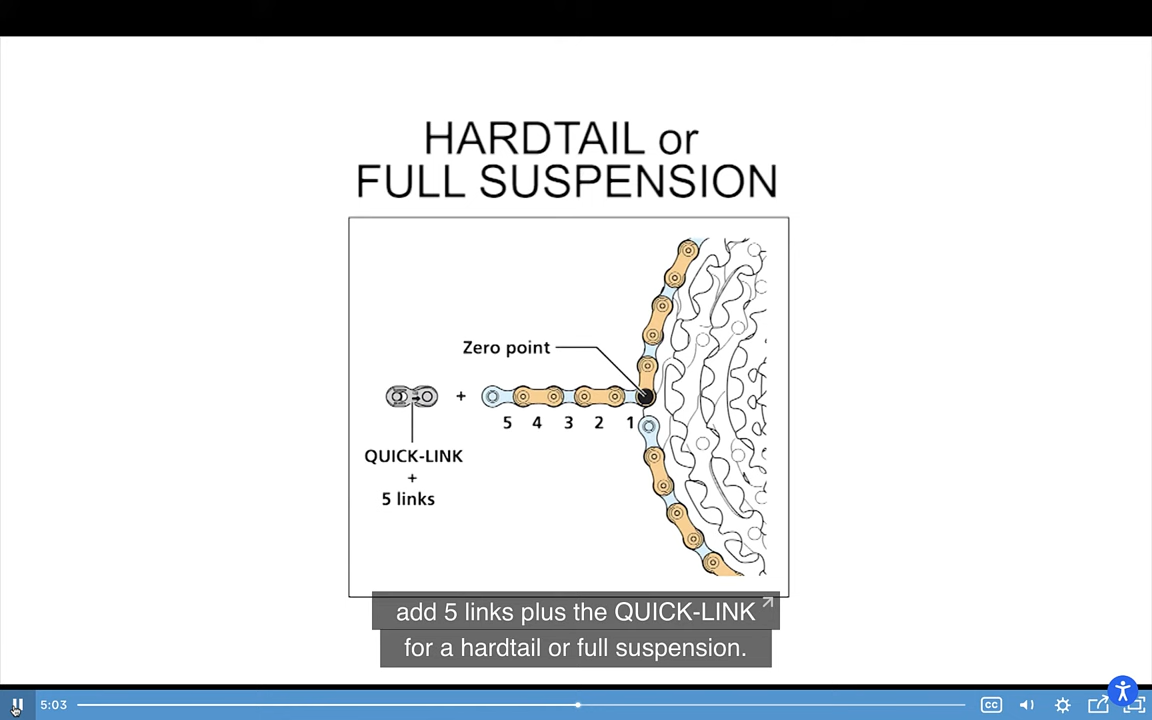 HARDTAIL or
FULL SUSPENSION
Zero point
+
5 4 3 2 1
QUICK-LINK
+
5 links
add 5 links plus the QUICK-LINK
for a hardtail or full suspension.
5:03
CC